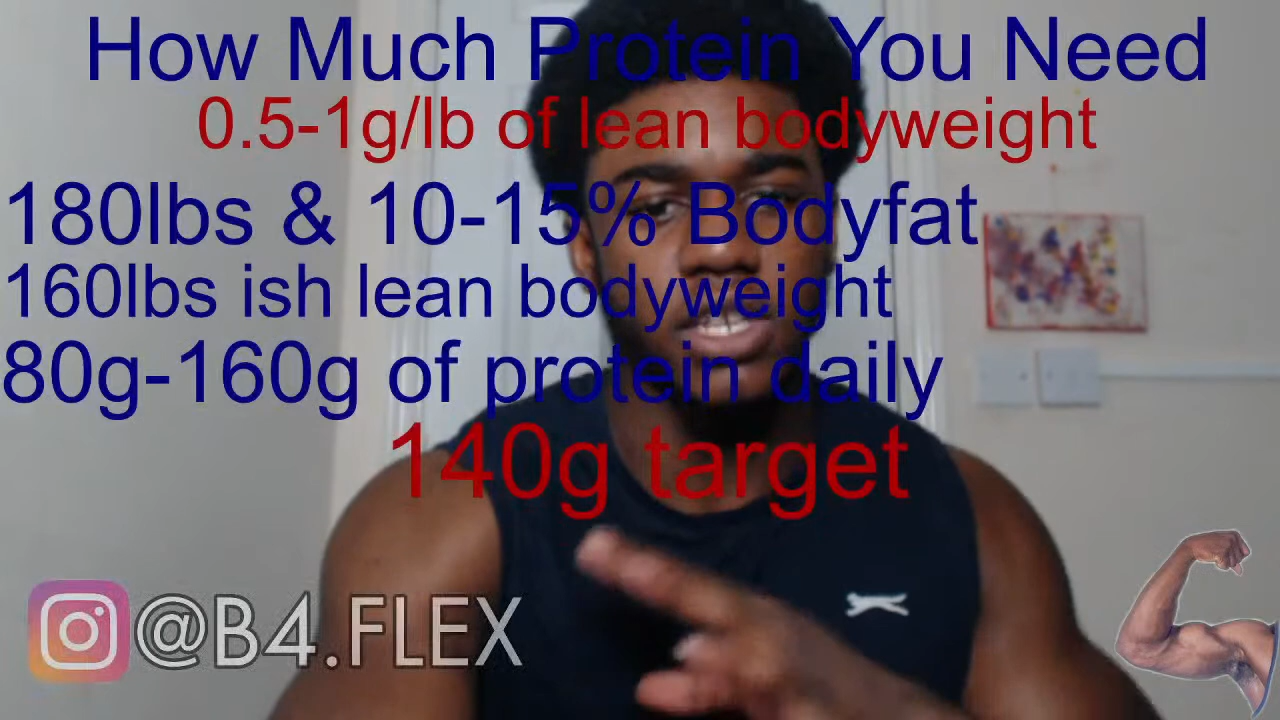 How Much Protein You Need
0.5-1g/lb of lean bodyweight
180lbs & 10-15% Bodyfat
160lbs ish lean bodyweight
80g-160g of protein daily
140g target
@B4.FLEX